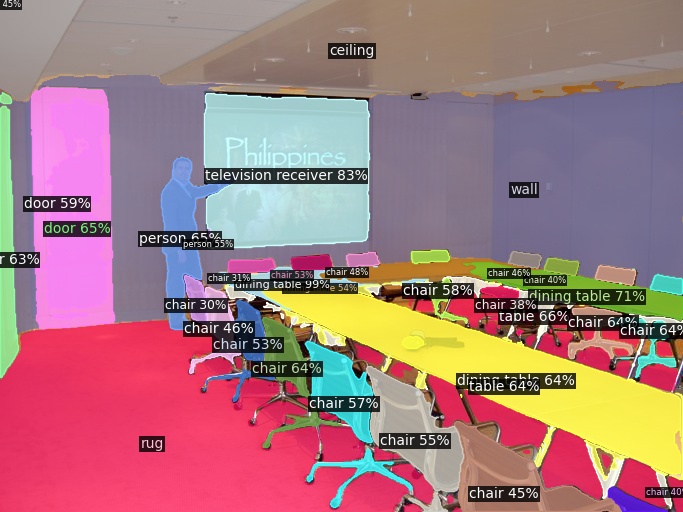 45%
ceiling
Philippines
television receiver 83%
wall
door 59%
door 65%
person 65%
person 55%
r 63%
chair 31%
chair 53%
chair 48%
chair 46%
chair 40%
dining table 99%
54%
chair 58%
dining table 71%
chair 30%
chair 38%
table 66%
chair 64%
chair 64%
chair 46%
chair 53%
chair 64%
dining table 64%
table 64%
chair 57%
rug
chair 55%
chair 45%
chair 40